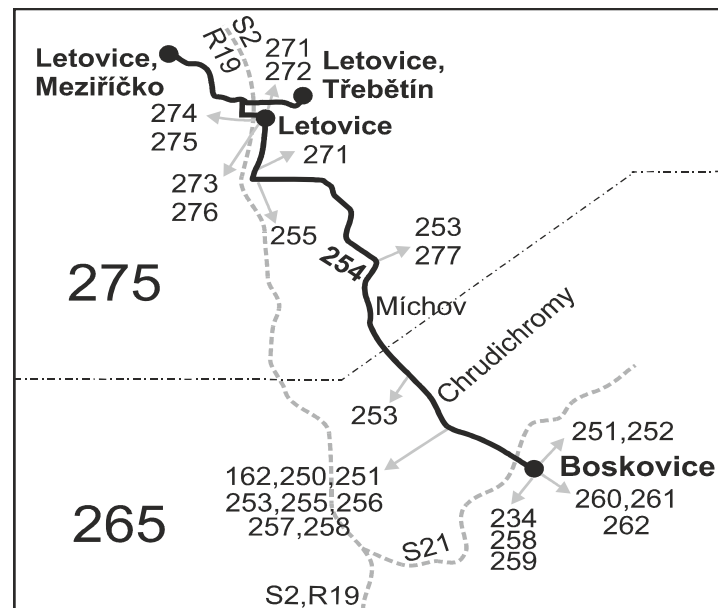 S2
R19
Letovice,
Meziříčko
271
272
Letovice,
Třebětín
274
275
Letovice
271
273
276
255
253
277
254
275
Míchov
Chrudichromy
253
251,252
162,250,251
253,255,256
257,258
Boskovice
260,261
262
234
258
259
265
S21
S2,R19